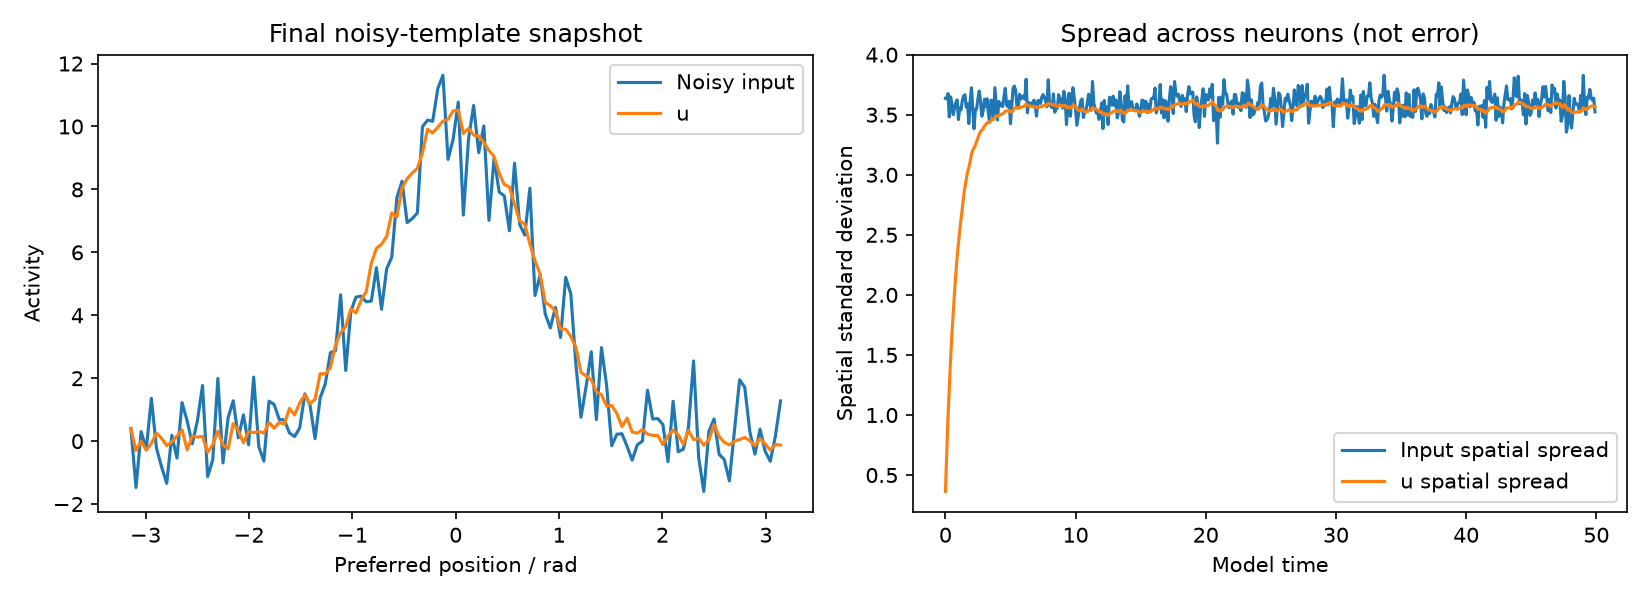 Final noisy-template snapshot
Activity
12
10
8
6
4
2
0
−2
Noisy input
u
−3
−2
−1
0
1
2
3
Preferred position / rad
Spread across neurons (not error)
Spatial standard deviation
4.0
3.5
3.0
2.5
2.0
1.5
1.0
0.5
Input spatial spread
u spatial spread
0
10
20
30
40
50
Model time